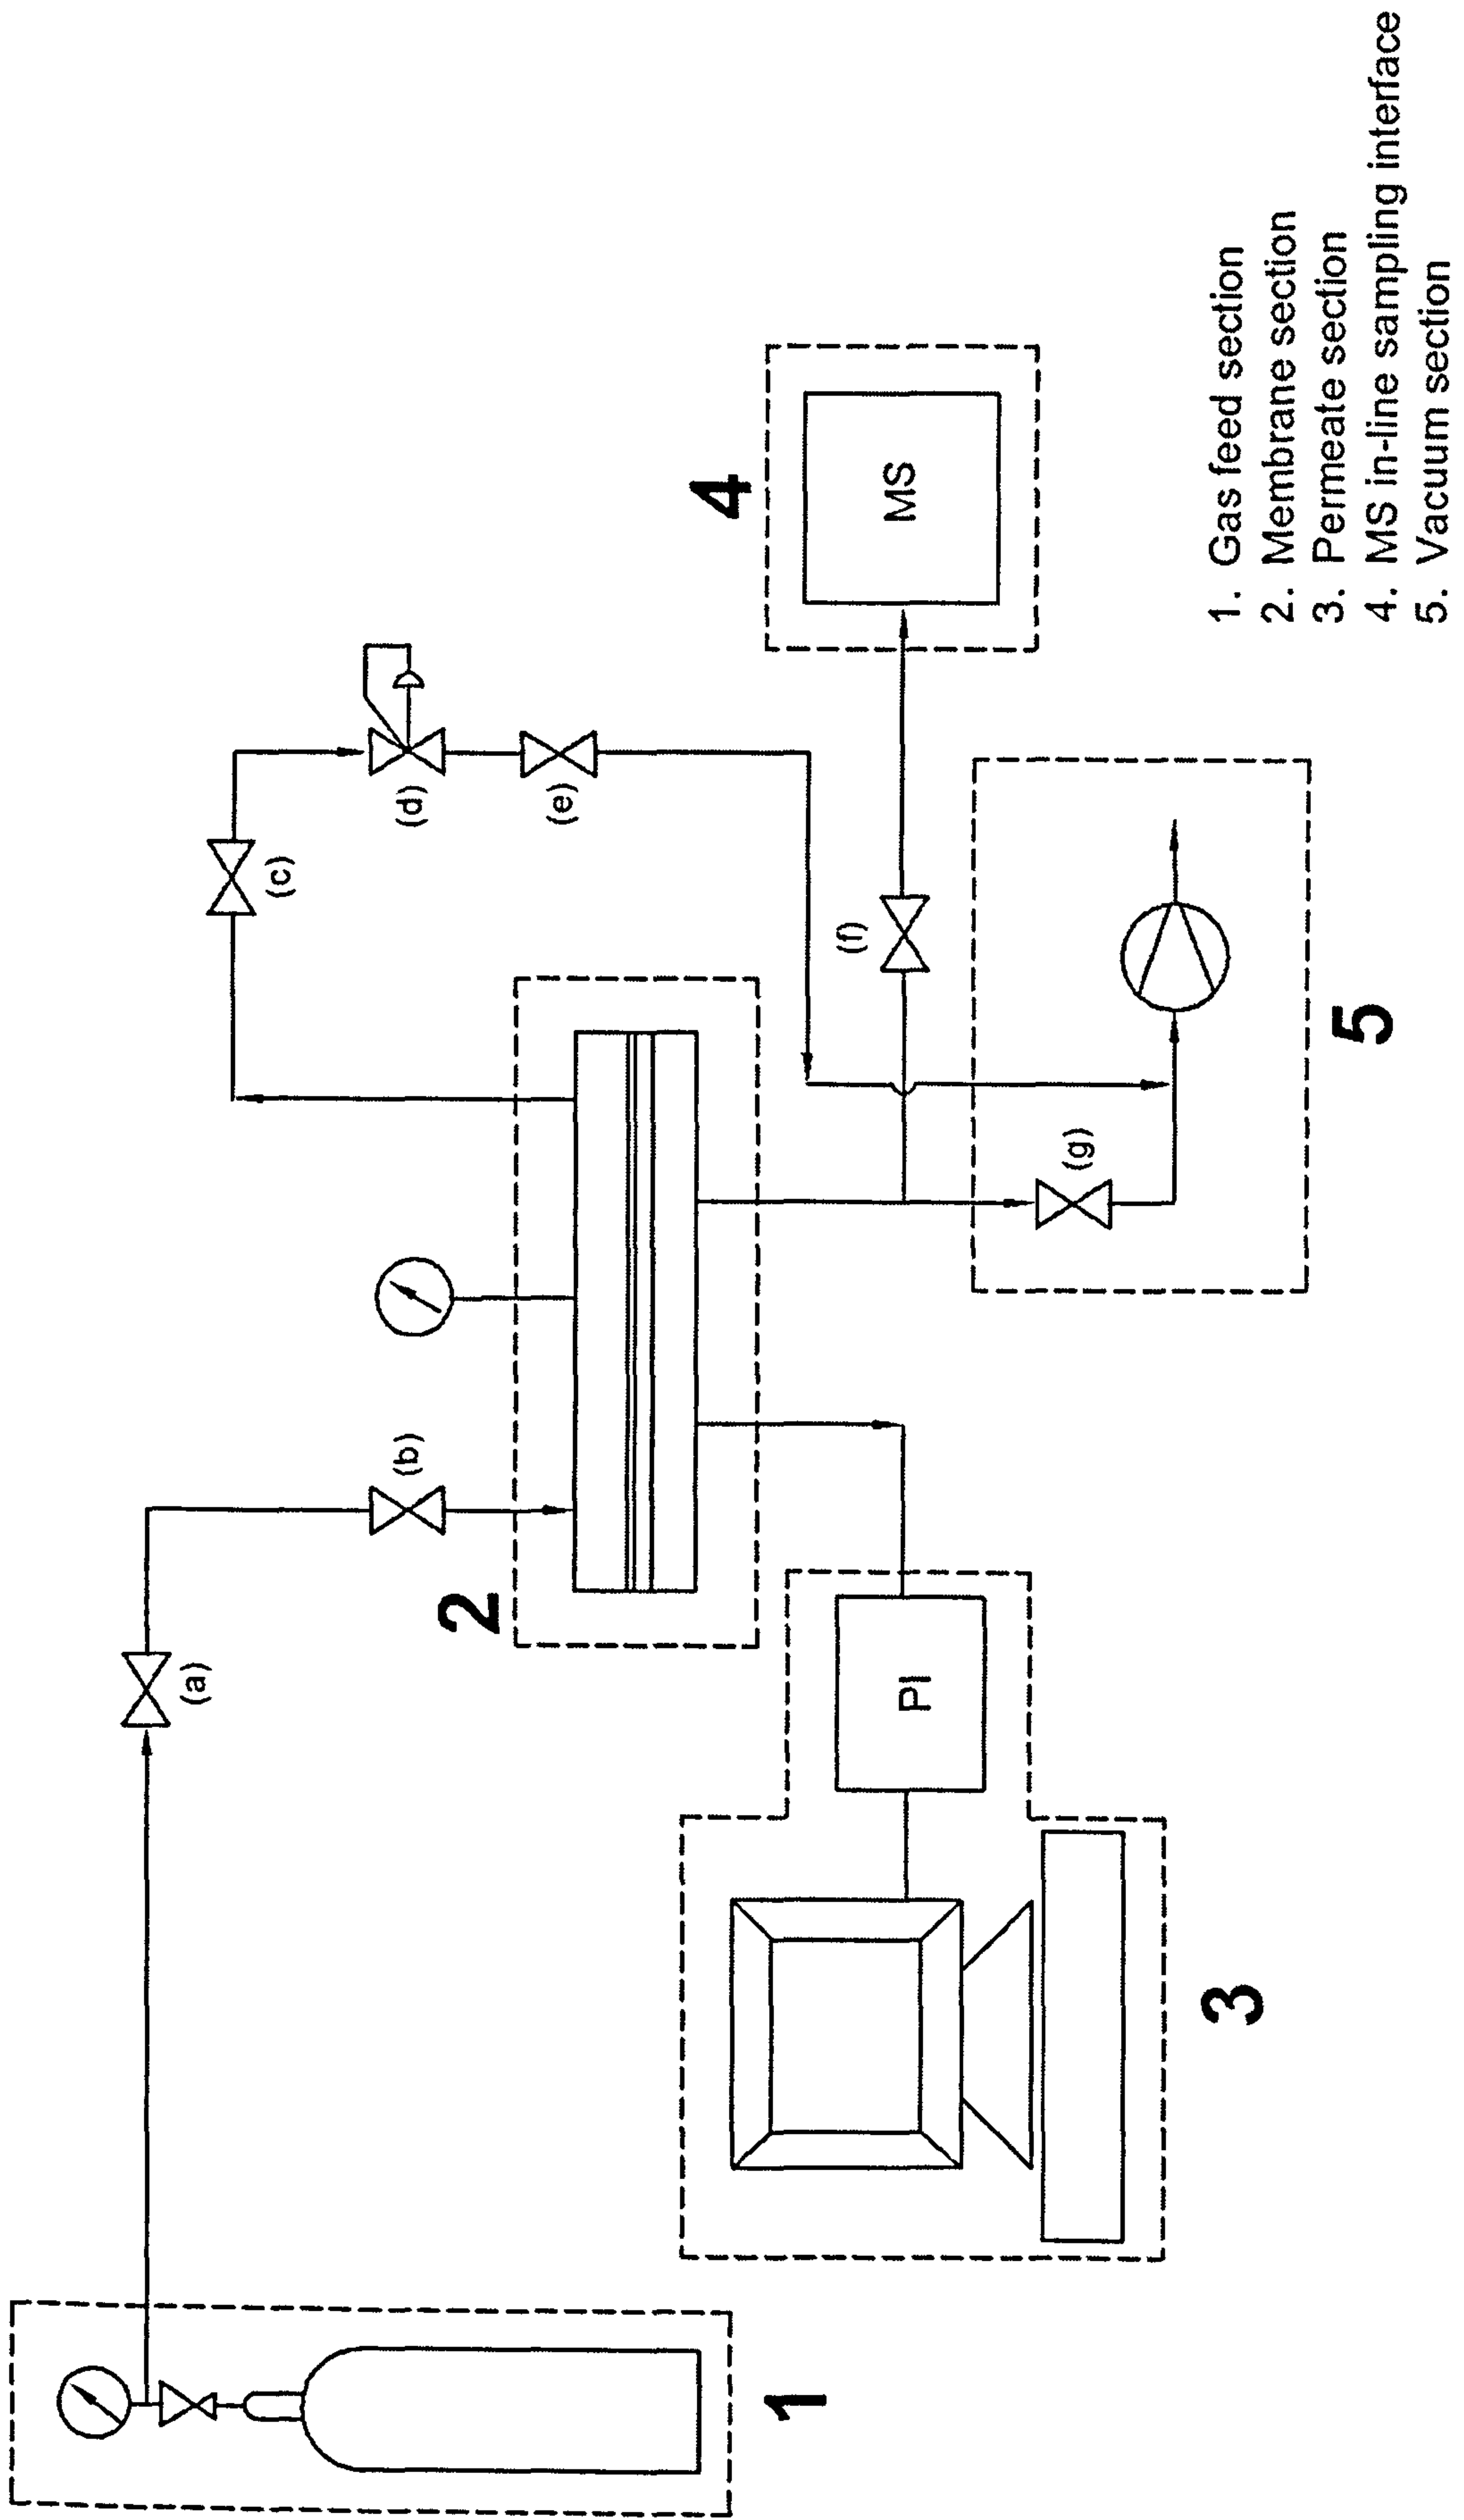 1
2
3
4
5
(a)
(b)
(c)
(d)
(e)
(f)
(g)
PI
MS
1. Gas feed section
2. Membrane section
3. Permeate section
4. MS in-line sampling interface
5. Vacuum section